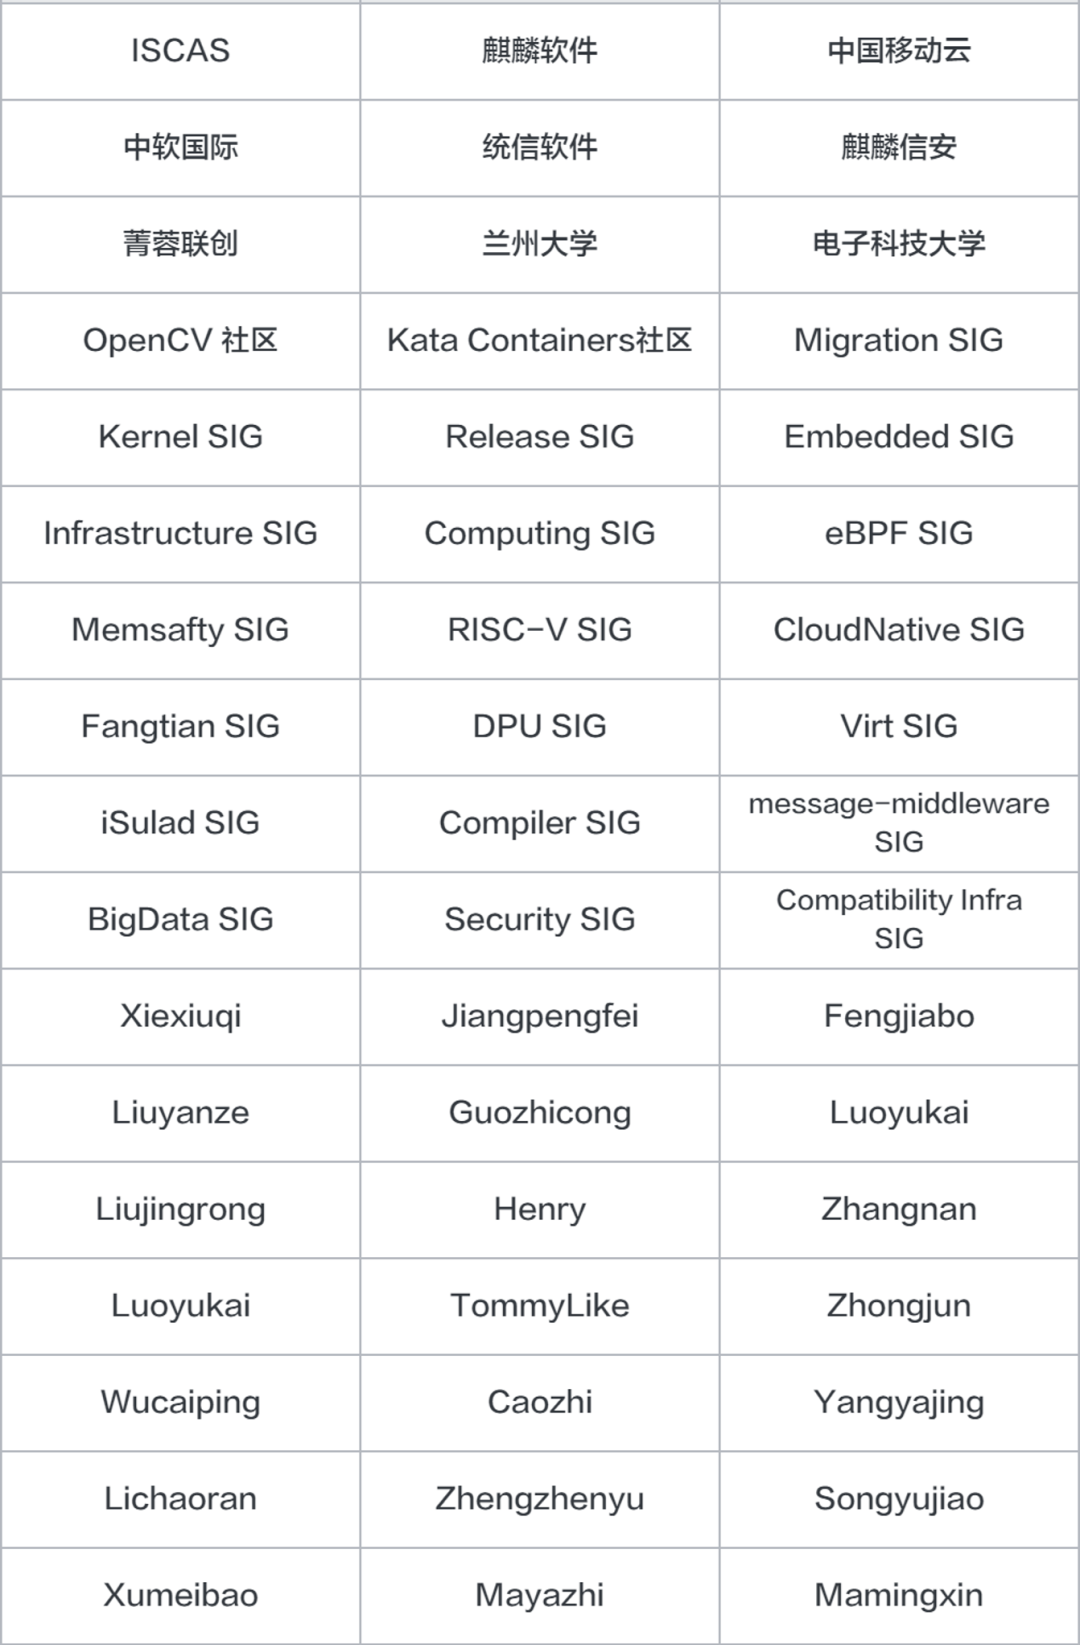 ISCAS
麒麟软件
中国移动云
中软国际
统信软件
麒麟信安
菁蓉联创
兰州大学
电子科技大学
OpenCV 社区
Kata Containers社区
Migration SIG
Kernel SIG
Release SIG
Embedded SIG
Infrastructure SIG
Computing SIG
eBPF SIG
Memsafty SIG
RISC-V SIG
CloudNative SIG
Fangtian SIG
DPU SIG
Virt SIG
iSulad SIG
Compiler SIG
message-middleware
SIG
BigData SIG
Security SIG
Compatibility Infra
SIG
Xiexiuqi
Jiangpengfei
Fengjiabo
Liuyanze
Guozhicong
Luoyukai
Liujingrong
Henry
Zhangnan
Luoyukai
TommyLike
Zhongjun
Wucaiping
Caozhi
Yangyajing
Lichaoran
Zhengzhenyu
Songyujiao
Xumeibao
Mayazhi
Mamingxin